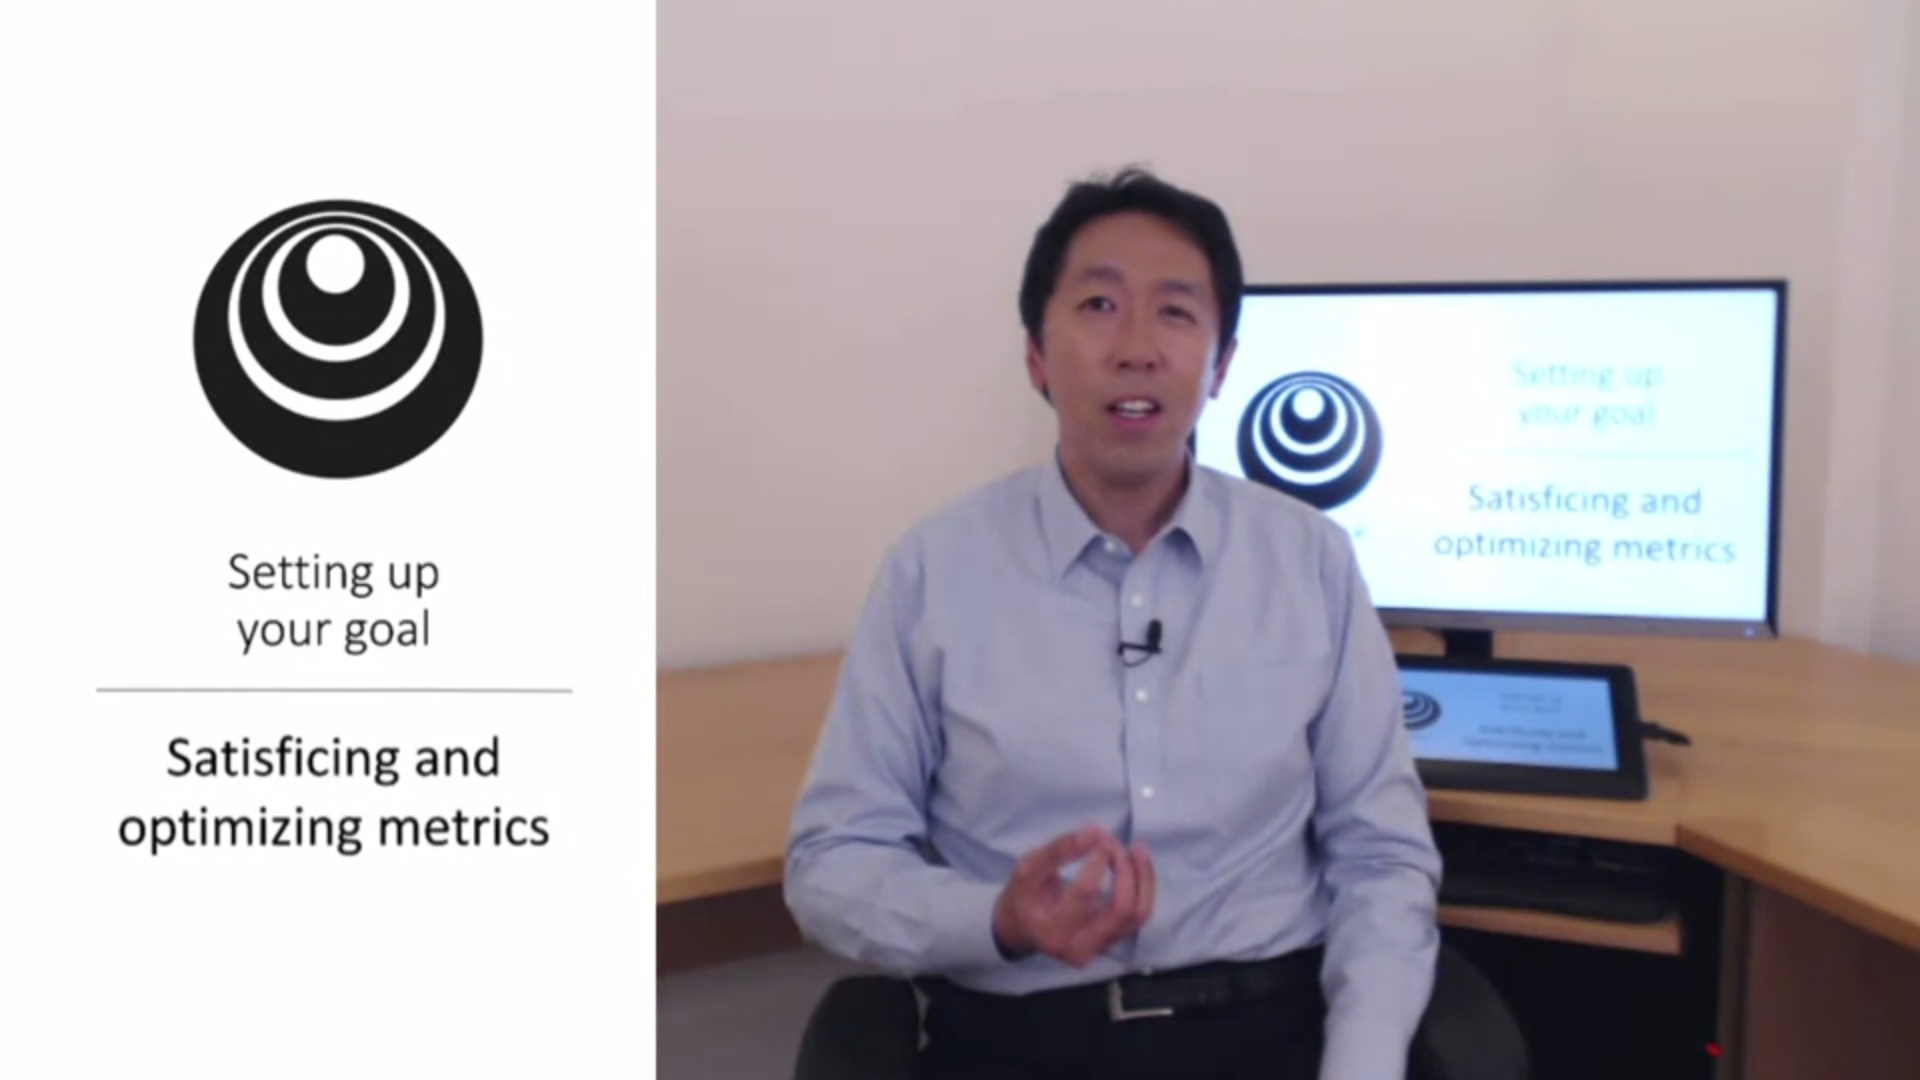 Setting up
your goal
Satisficing and
optimizing metrics
Setting up
your goal
Satisficing and
optimizing metrics